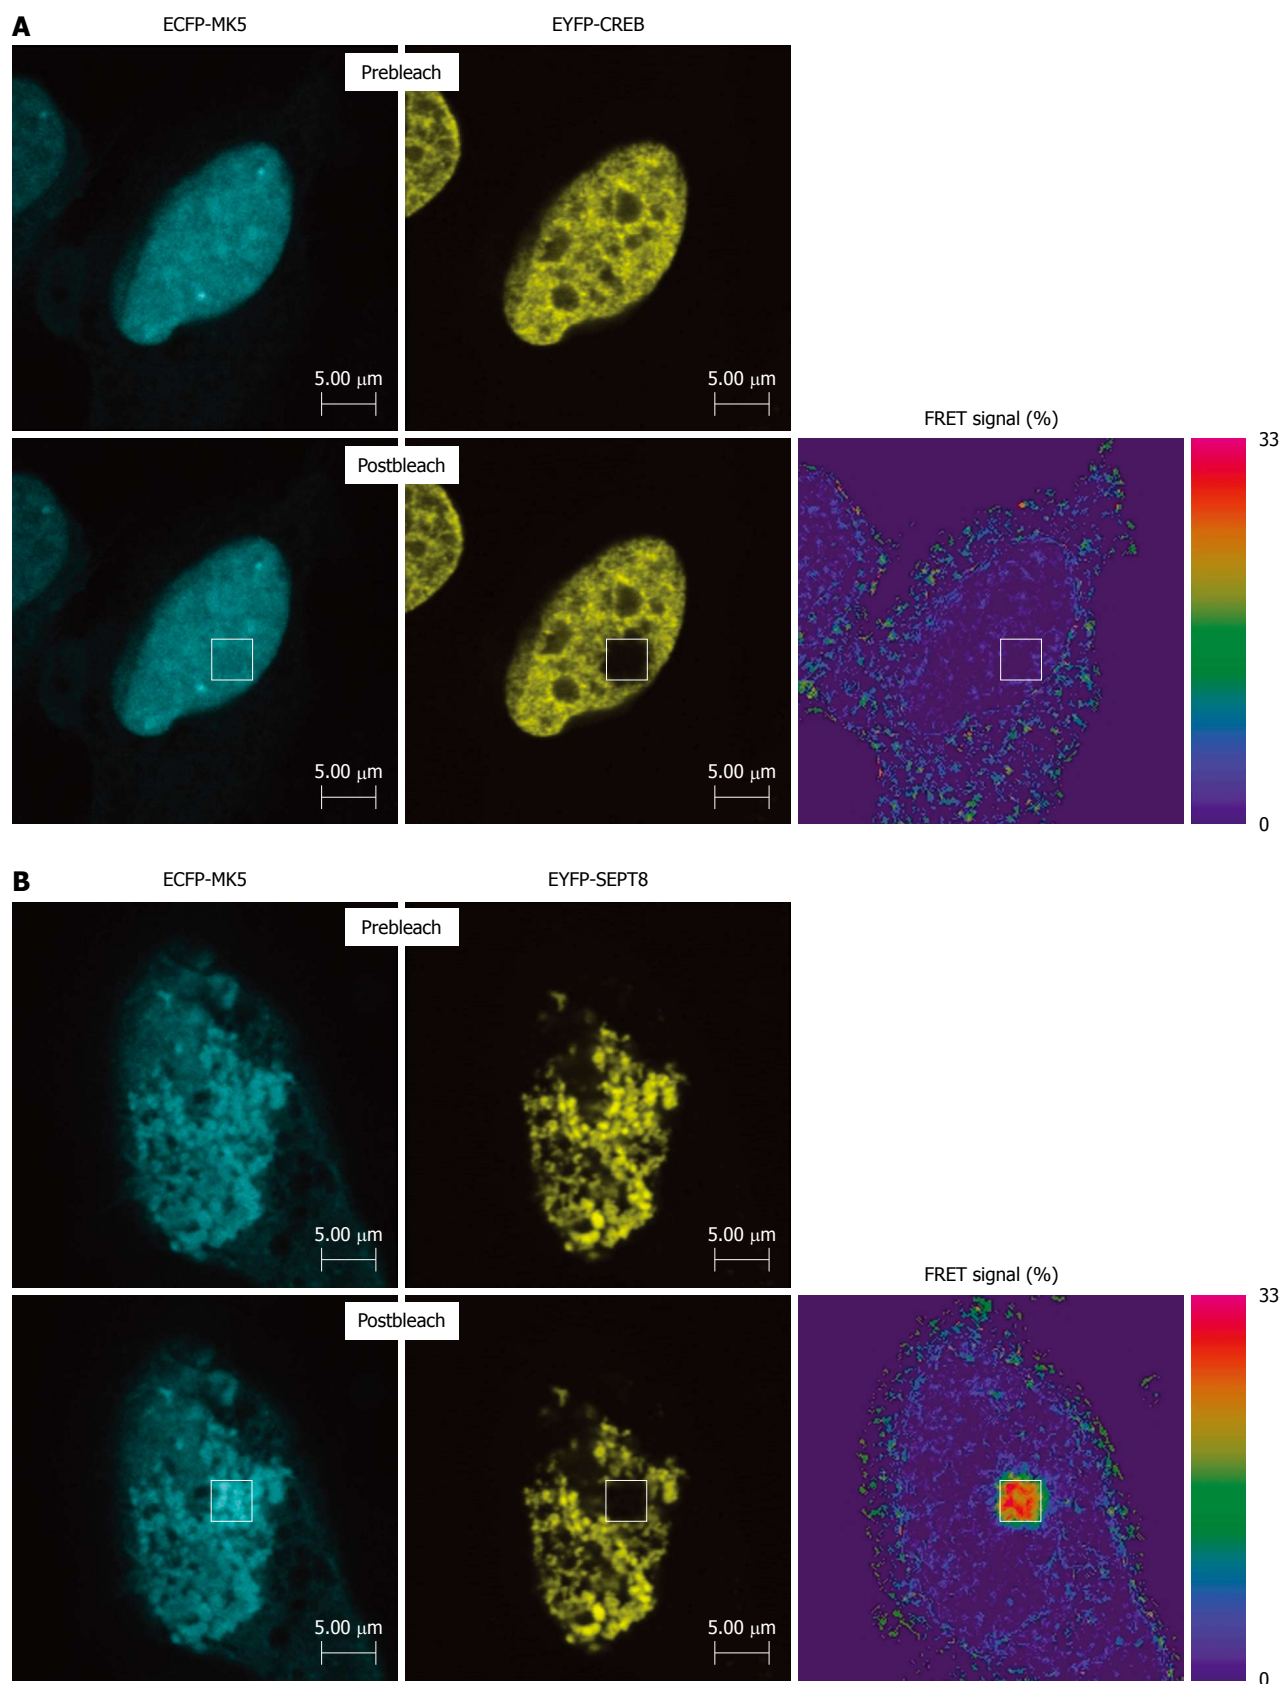 A
ECFP-MK5
EYFP-CREB
Prebleach
5.00 μm
5.00 μm
Postbleach
FRET signal (%)
33
5.00 μm
5.00 μm
0
B
ECFP-MK5
EYFP-SEPT8
Prebleach
5.00 μm
5.00 μm
Postbleach
FRET signal (%)
33
5.00 μm
5.00 μm
0